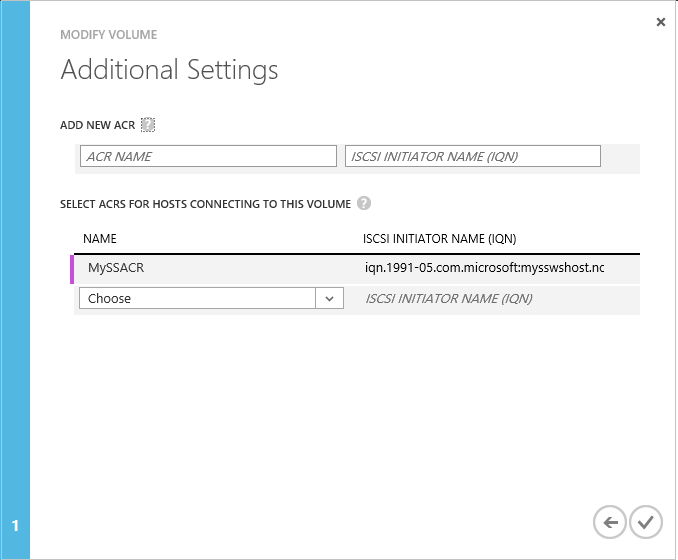 MODIFY VOLUME
Additional Settings
ADD NEW ACR ?
ACR NAME ISCSI INITIATOR NAME (IQN)
SELECT ACRS FOR HOSTS CONNECTING TO THIS VOLUME ?
NAME ISCSI INITIATOR NAME (IQN)
MySSACR iqn.1991-05.com.microsoft:mysswshost.nc
Choose ISCSI INITIATOR NAME (IQN)
1